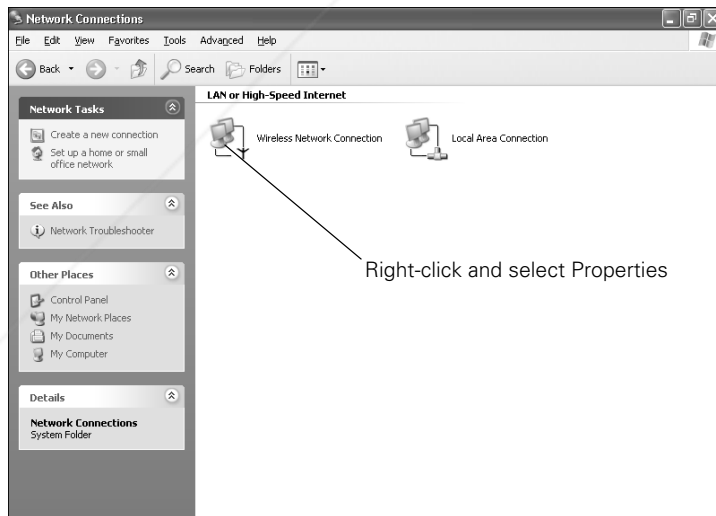 Network Connections
File Edit View Favorites Tools Advanced Help
Back Search Folders
Network Tasks
Create a new connection
Set up a home or small
office network
See Also
Network Troubleshooter
Other Places
Control Panel
My Network Places
My Documents
My Computer
Details
Network Connections
System Folder
LAN or High-Speed Internet
Wireless Network Connection
Local Area Connection
Right-click and select Properties